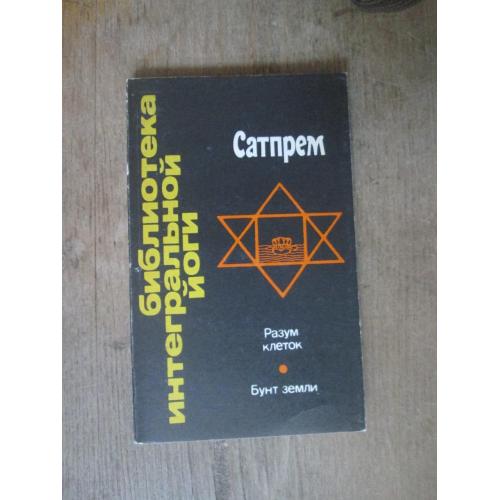 библиотека
интегральной
йоги
Сатпрем
Разум
клеток
Бунт земли